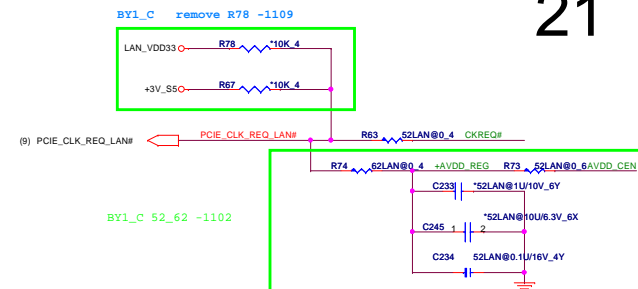 21
BY1_C remove R78 -1109
LAN_VDD33 R78 *10K_4
+3V_S5 R67 *10K_4
(9) PCIE_CLK_REQ_LAN# PCIE_CLK_REQ_LAN# R63 52LAN@0_4 CKREQ#
R74 62LAN@0_4 +AVDD_REG R73 52LAN@0_6 AVDD_CEN
C233 *52LAN@1U/10V_6Y
BY1_C 52_62 -1102
*52LAN@10U/6.3V_6X
C245 1 2
C234 52LAN@0.1U/16V_4Y